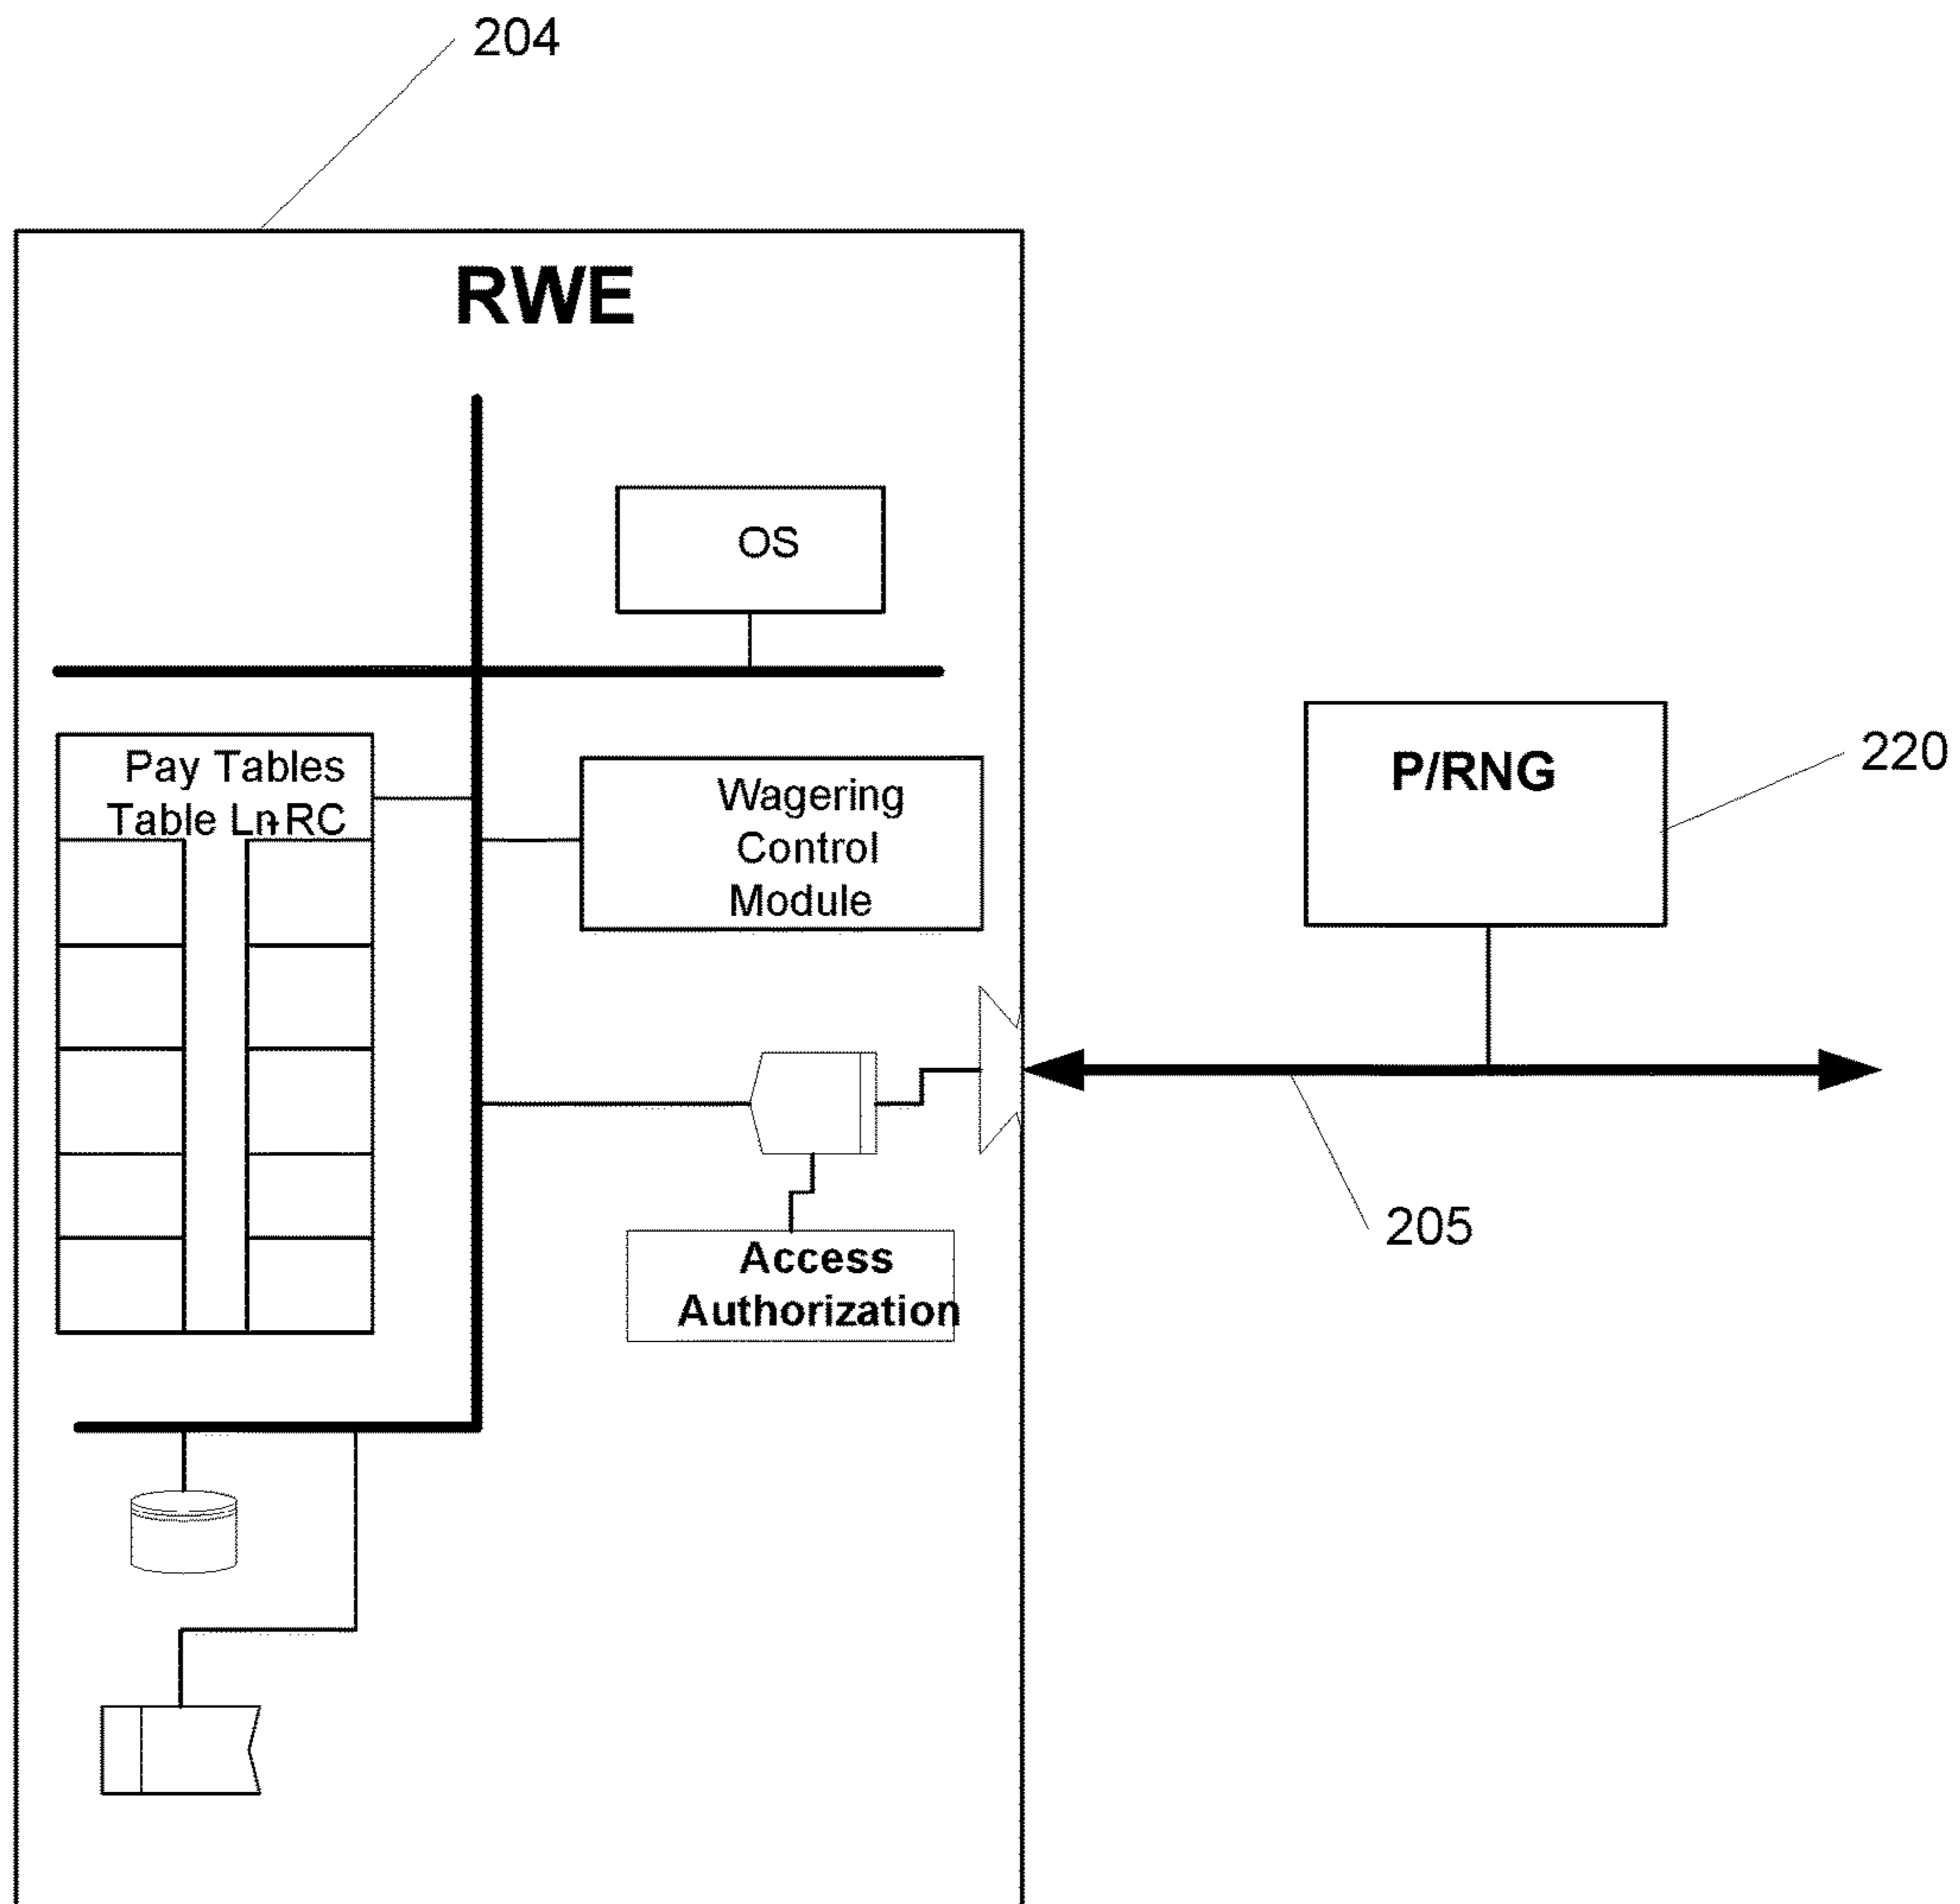 204
RWE
OS
Pay Tables
Table Ln-RC
Wagering
Control
Module
P/RNG
220
205
Access
Authorization